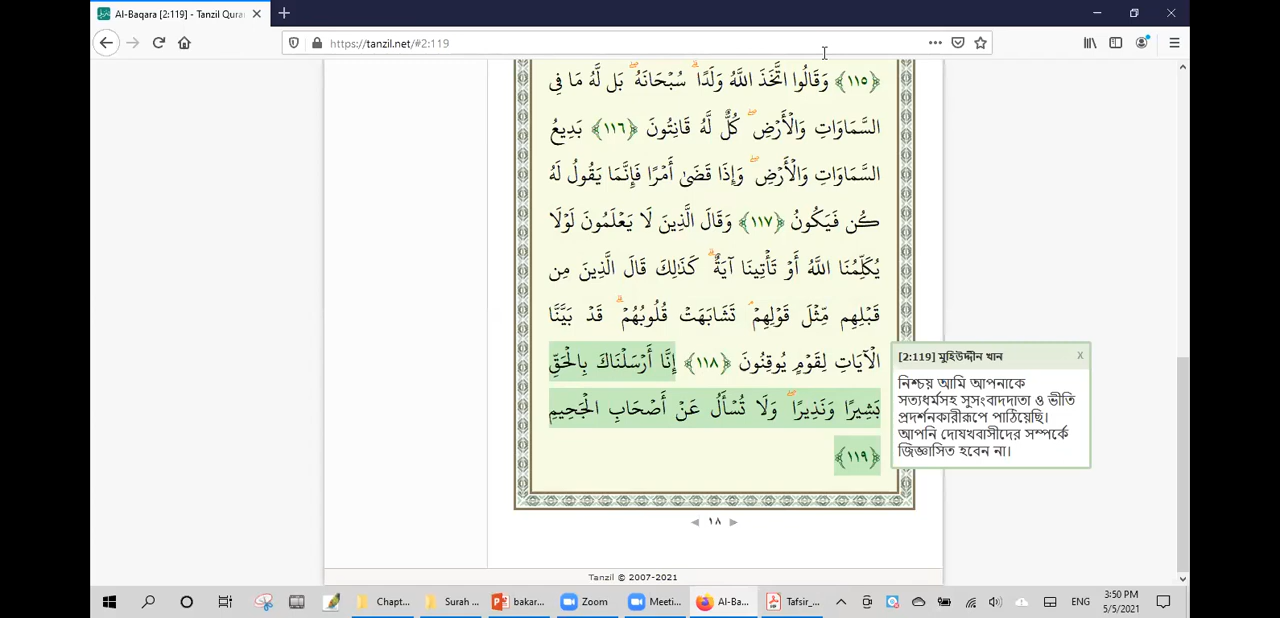 Al-Baqara [2:119] - Tanzil Qura
https://tanzil.net/#2:119
﴿١١٥﴾ وَقَالُوا اتَّخَذَ اللَّهُ وَلَدًا ۗ سُبْحَانَهُ ۖ بَل لَّهُ مَا فِي
السَّمَاوَاتِ وَالْأَرْضِ ۖ كُلٌّ لَّهُ قَانِتُونَ ﴿١١٦﴾ بَدِيعُ
السَّمَاوَاتِ وَالْأَرْضِ ۖ وَإِذَا قَضَىٰ أَمْرًا فَإِنَّمَا يَقُولُ لَهُ
كُن فَيَكُونُ ﴿١١٧﴾ وَقَالَ الَّذِينَ لَا يَعْلَمُونَ لَوْلَا
يُكَلِّمُنَا اللَّهُ أَوْ تَأْتِينَا آيَةٌ ۗ كَذَٰلِكَ قَالَ الَّذِينَ مِن
قَبْلِهِم مِّثْلَ قَوْلِهِمْ ۘ تَشَابَهَتْ قُلُوبُهُمْ ۗ قَدْ بَيَّنَّا
الْآيَاتِ لِقَوْمٍ يُوقِنُونَ ﴿١١٨﴾ إِنَّا أَرْسَلْنَاكَ بِالْحَقِّ
بَشِيرًا وَنَذِيرًا ۖ وَلَا تُسْأَلُ عَنْ أَصْحَابِ الْجَحِيمِ
﴿١١٩﴾
[2:119] মুহিউদ্দীন খান
নিশ্চয় আমি আপনাকে
সত্যধর্মসহ সুসংবাদদাতা ও ভীতি
প্রদর্শনকারীরূপে পাঠিয়েছি।
আপনি দোযখবাসীদের সম্পর্কে
জিজ্ঞাসিত হবেন না।
١٨
Tanzil © 2007-2021
Chapt...
Surah ...
bakar...
Zoom
Meeti...
Al-Ba...
Tafsir_...
ENG
3:50 PM
5/5/2021